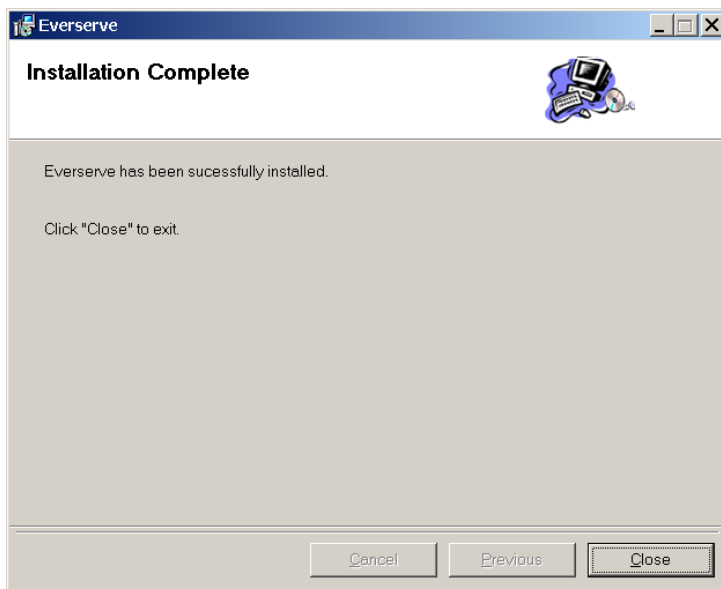 Everserve
Installation Complete
Everserve has been sucessfully installed.
Click "Close" to exit.
Cancel
Previous
Close